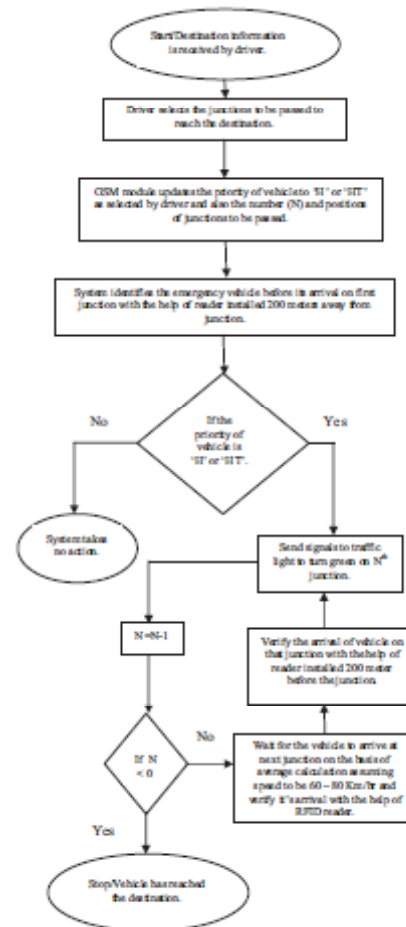 Start/Destination information
is received by driver.
Driver selects the junctions to be passed to
reach the destination.
GSM module updates the priority of vehicle to 'H' or 'HT'
as selected by driver and also the number (N) and positions
of junctions to be passed.
System identifies the emergency vehicle before its arrival on first
junction with the help of reader installed 200 meters away from
junction.
No
If the
priority of
vehicle is
'H' or 'HT'.
Yes
System takes
no action.
Send signals to traffic
light to turn green on Nth
junction.
N=N-1
Verify the arrival of vehicle on
that junction with the help of
reader installed 200 meter
before the junction.
If N
< 0
No
Wait for the vehicle to arrive at
next junction on the basis of
average calculation assuming
speed to be 60 – 80 Km/hr and
verify it's arrival with the help of
RFID reader.
Yes
Stop/Vehicle has reached
the destination.